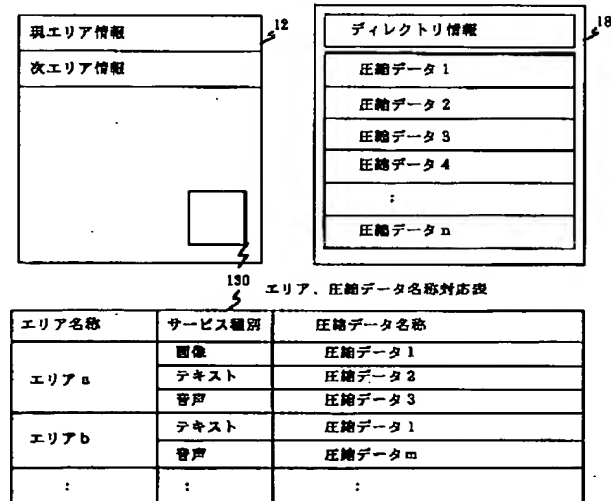 現エリア情報
12
次エリア情報
ディレクトリ情報
18
圧縮データ1
圧縮データ2
圧縮データ3
圧縮データ4
:
圧縮データn
130
エリア、圧縮データ名称対応表
エリア名称 サービス種別 圧縮データ名称
エリアa 画像 圧縮データ1
テキスト 圧縮データ2
音声 圧縮データ3
エリアb テキスト 圧縮データ1
音声 圧縮データm
: : :